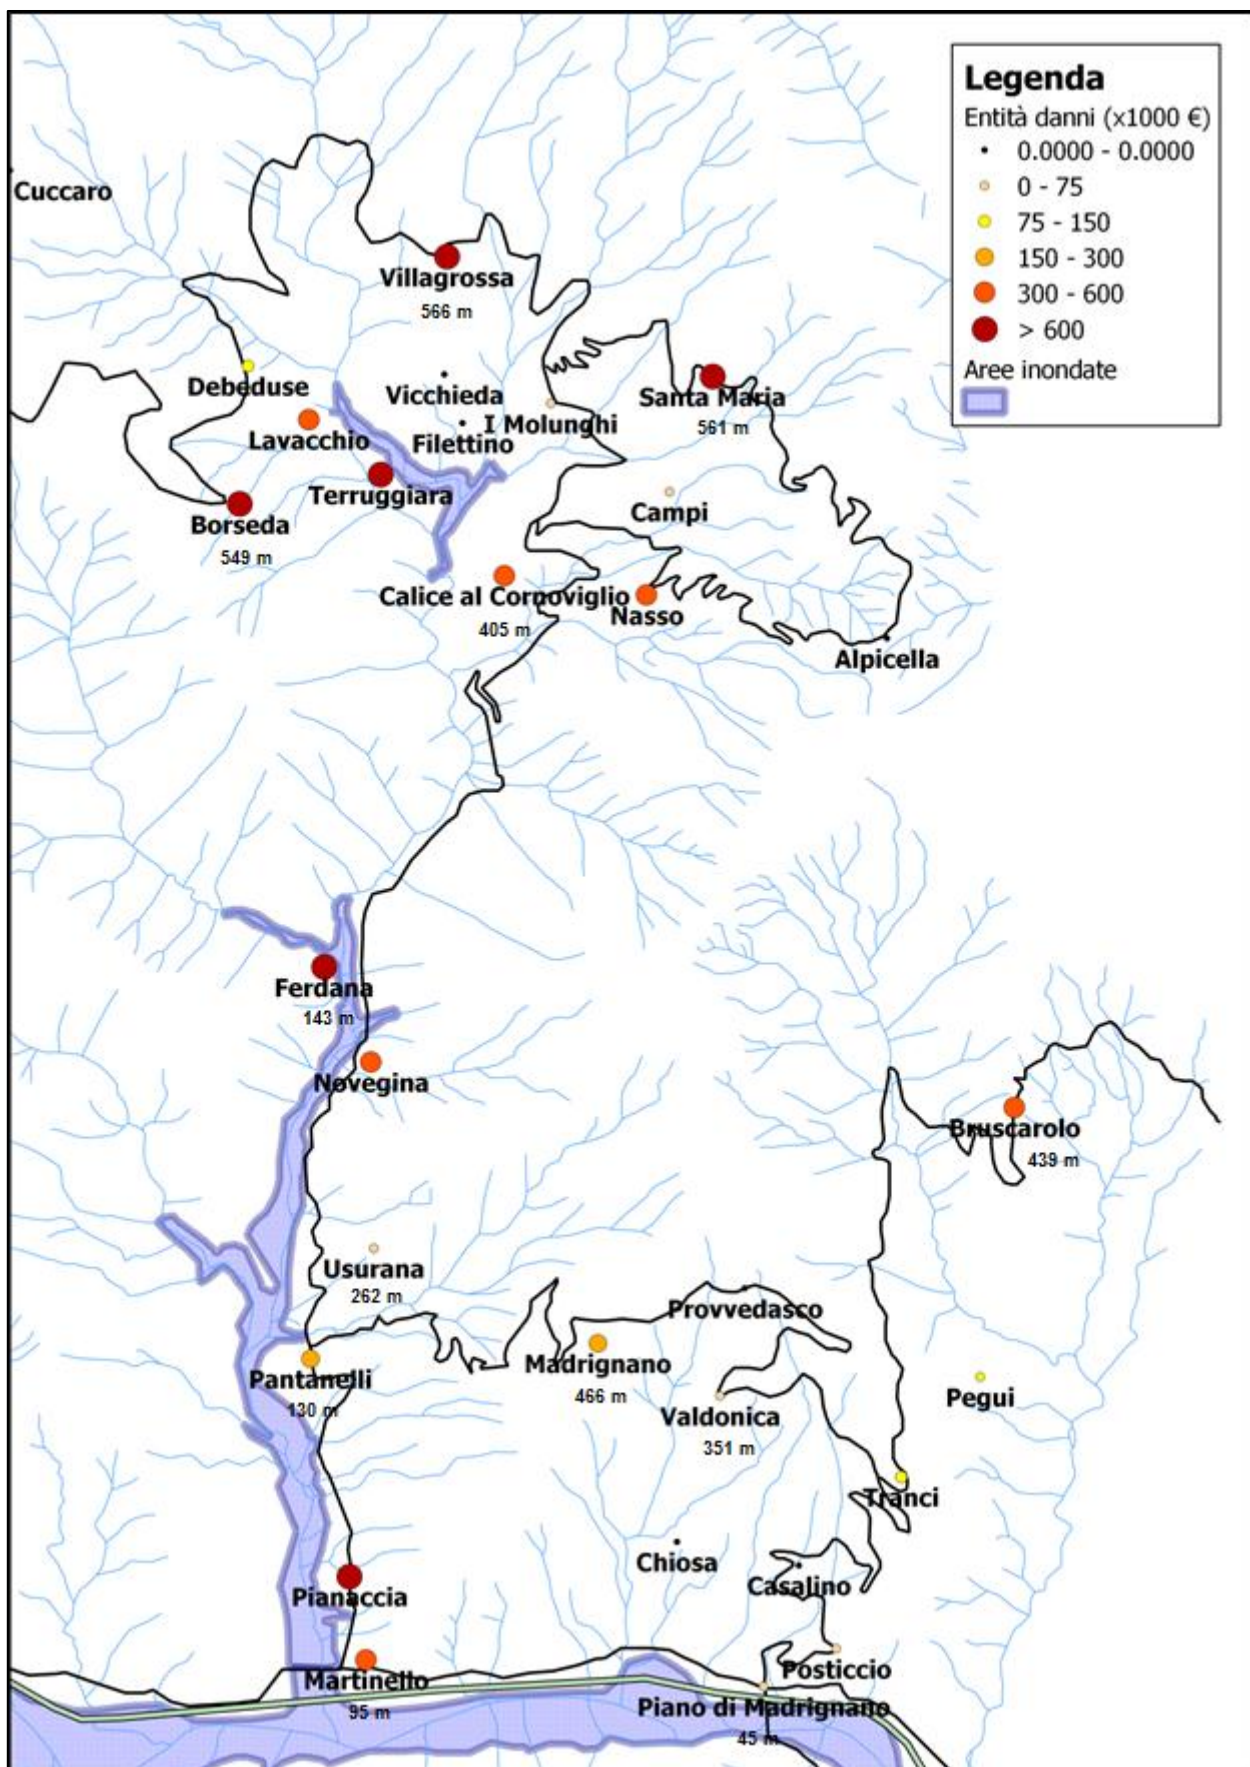 Legenda
Entità danni (x1000 €)
0.0000 - 0.0000
0 - 75
75 - 150
150 - 300
300 - 600
> 600
Aree inondate
Cuccaro
Villagrossa
566 m
Debeduse
Vicchieda
Santa Maria
561 m
I Molunghi
Lavacchio
Filettino
Terruggiara
Campi
Borseda
549 m
Calice al Cornoviglio
405 m
Nasso
Alpicella
Ferdana
143 m
Novegina
Bruscarolo
439 m
Usurana
262 m
Provvedasco
Madrignano
466 m
Pantanelli
130 m
Pegui
Valdonica
351 m
Tranci
Chiosa
Casalino
Pianaccia
Posticcio
Martinello
95 m
Piano di Madrignano
45 m